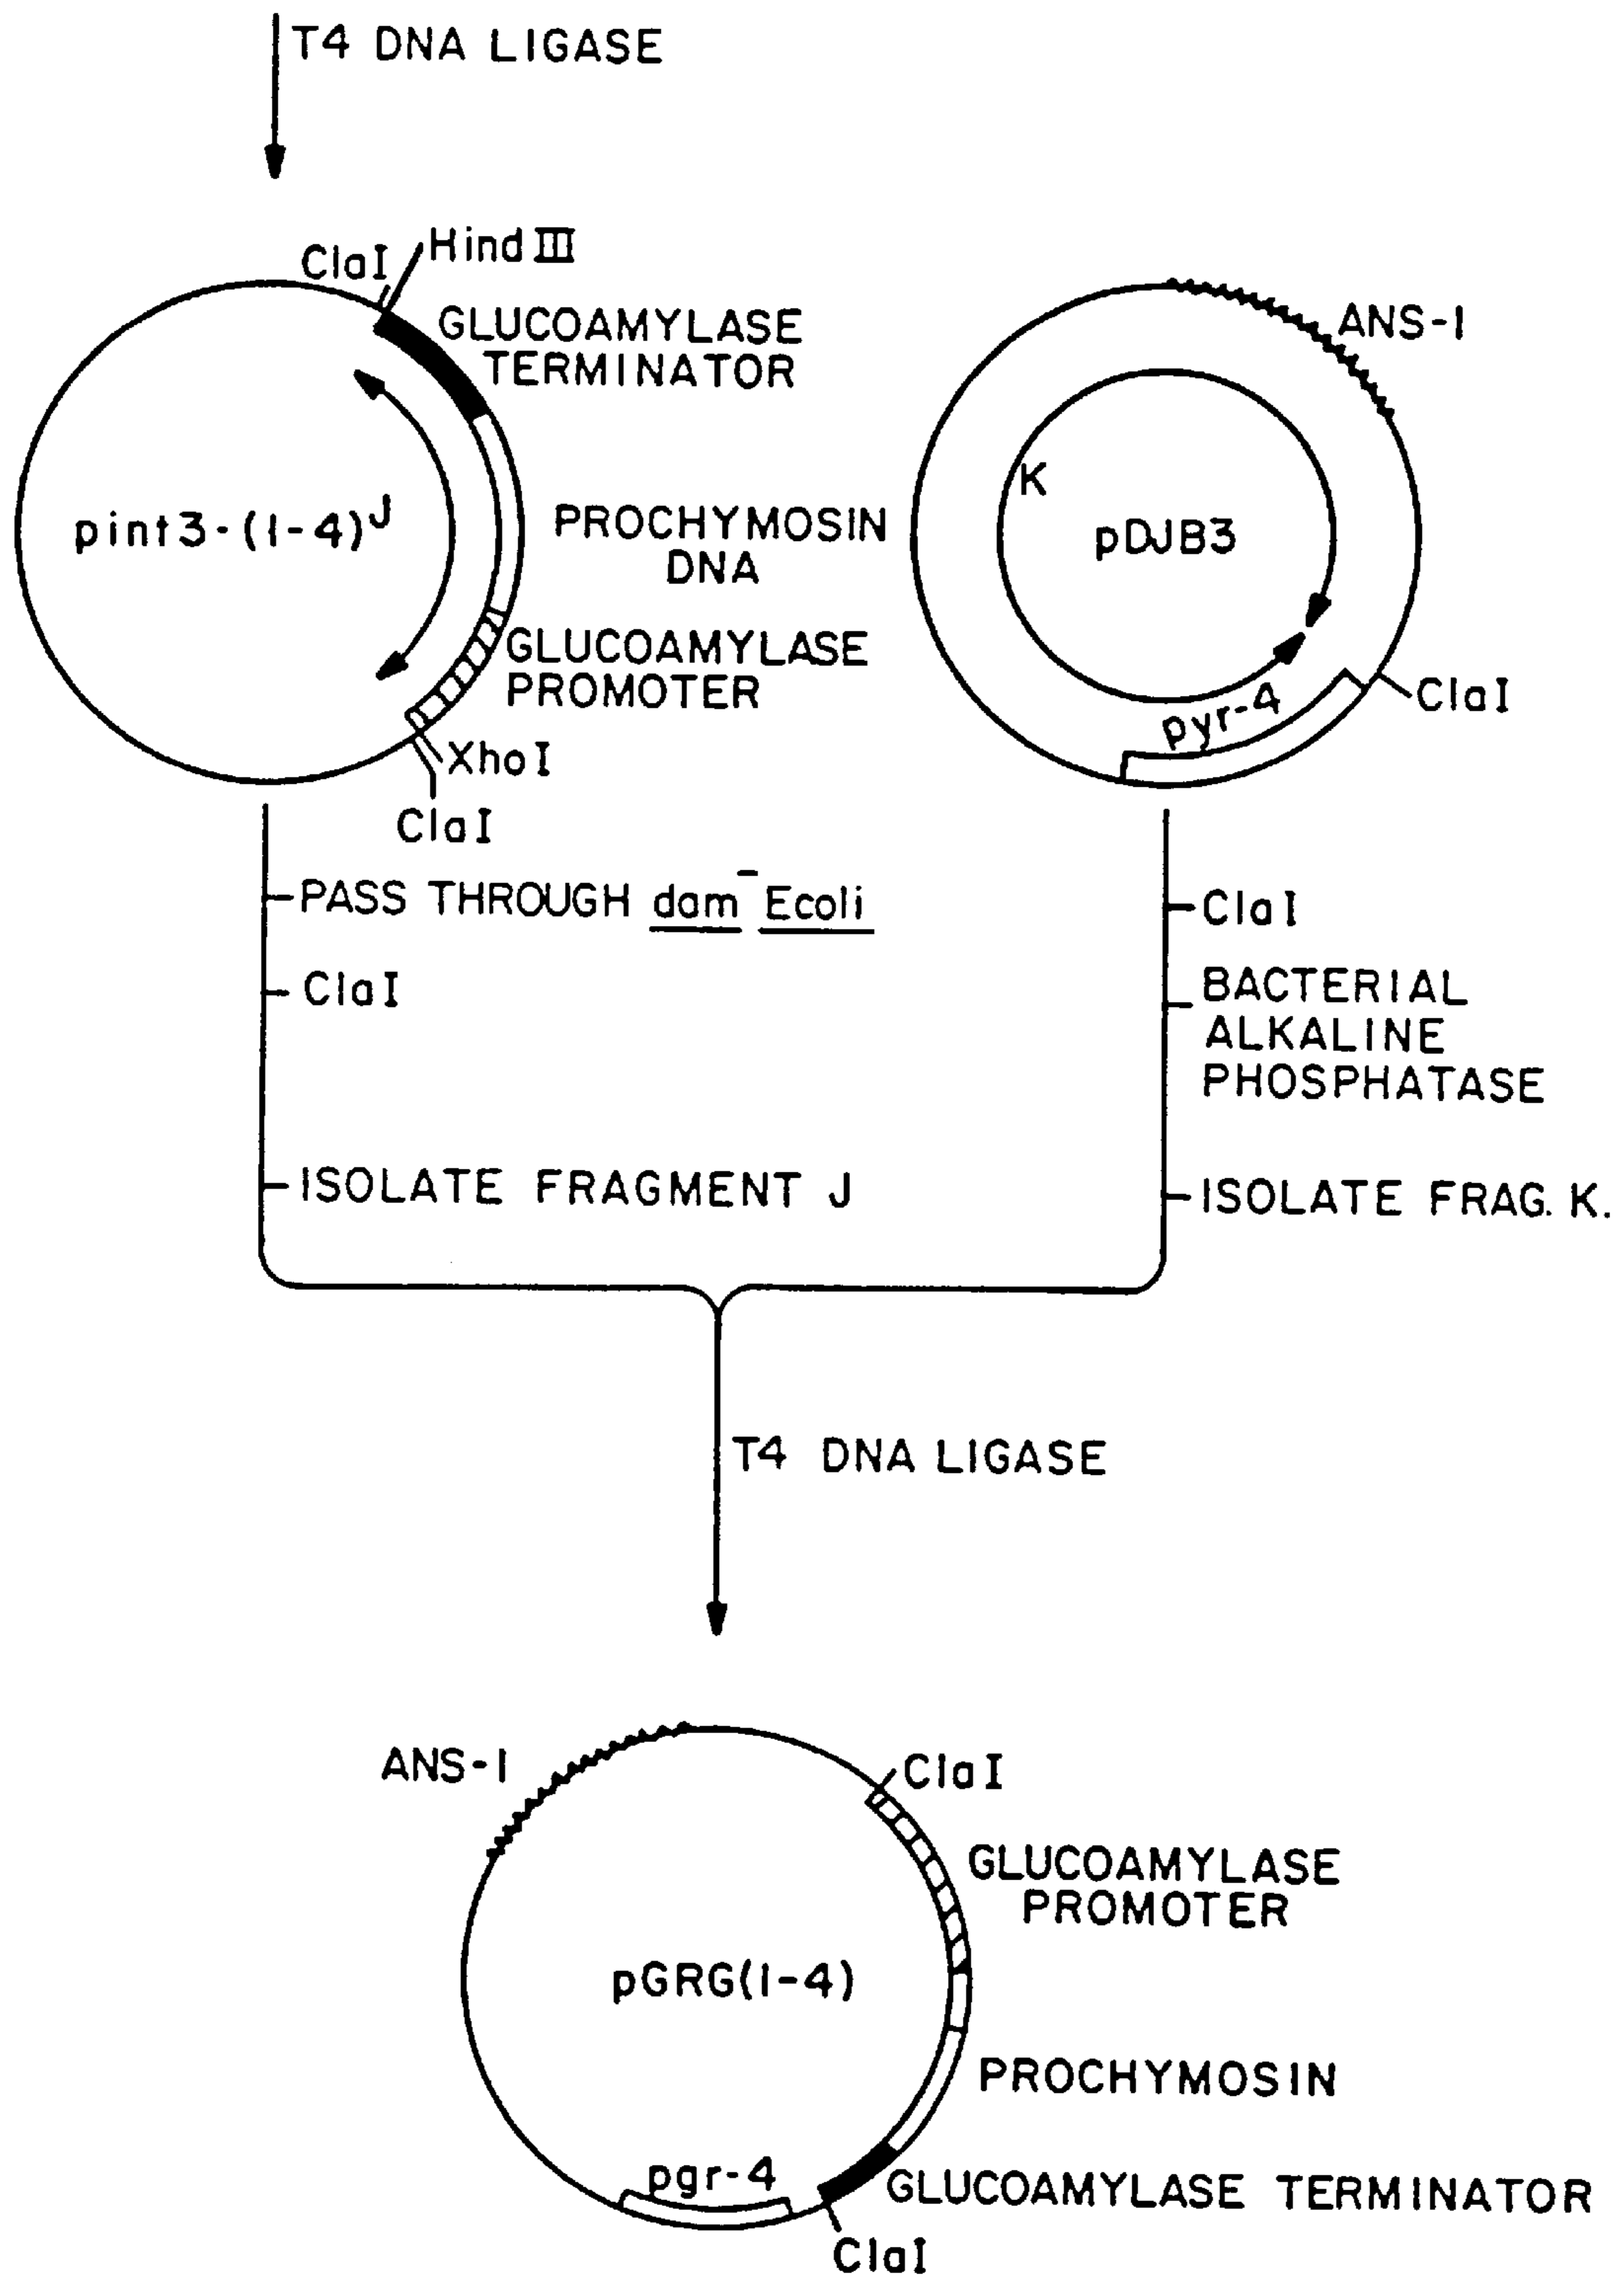 T4 DNA LIGASE
ClaI
Hind III
GLUCOAMYLASE
TERMINATOR
pint3-(1-4)
J
PROCHYMOSIN
DNA
GLUCOAMYLASE
PROMOTER
XhoI
ClaI
ANS-1
K
pDJB3
pyr-4
ClaI
PASS THROUGH dam⁻ Ecoli
ClaI
ISOLATE FRAGMENT J
ClaI
BACTERIAL
ALKALINE
PHOSPHATASE
ISOLATE FRAG. K.
T4 DNA LIGASE
ANS-1
ClaI
GLUCOAMYLASE
PROMOTER
pGRG(1-4)
PROCHYMOSIN
pgr-4
GLUCOAMYLASE TERMINATOR
ClaI